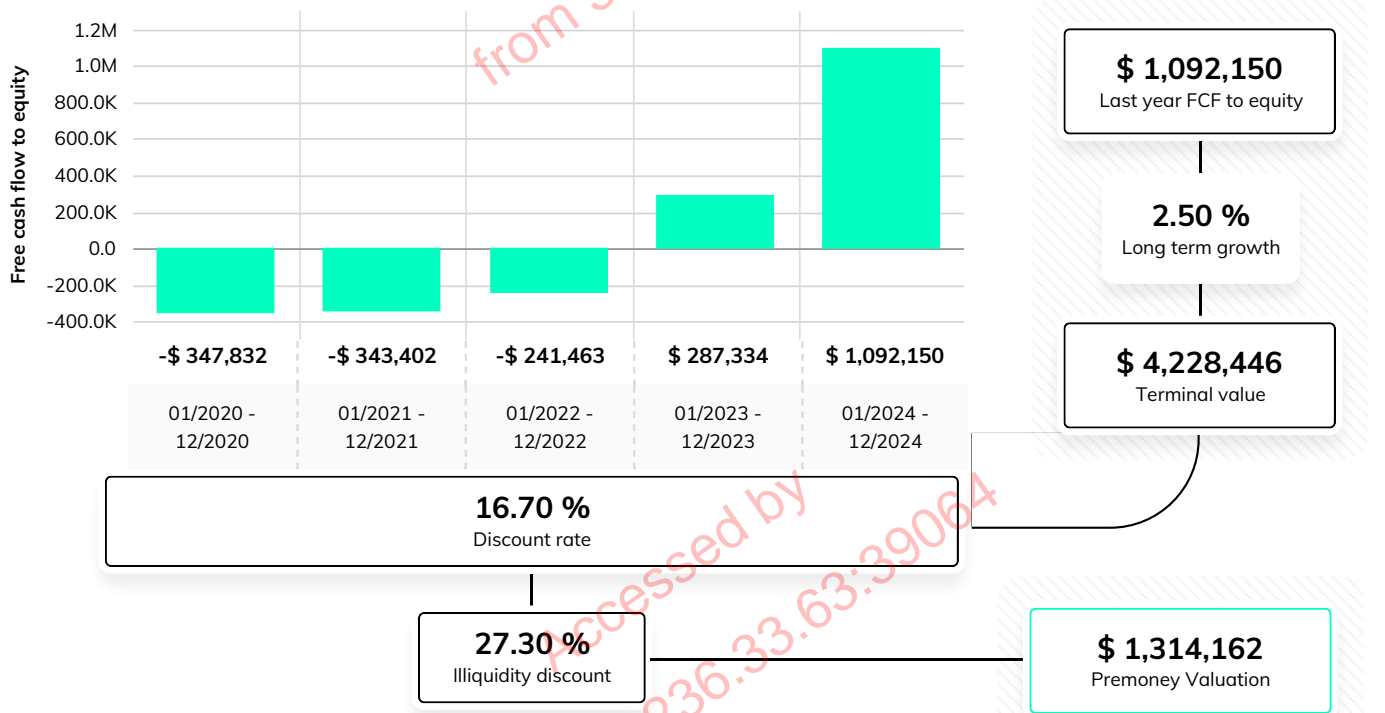 Free cash flow to equity
1.2M
1.0M
800.0K
600.0K
400.0K
200.0K
0.0
-200.0K
-400.0K
-$ 347,832
-$ 343,402
-$ 241,463
$ 287,334
$ 1,092,150
01/2020 -
12/2020
01/2021 -
12/2021
01/2022 -
12/2022
01/2023 -
12/2023
01/2024 -
12/2024
16.70 %
Discount rate
27.30 %
Illiquidity discount
$ 1,092,150
Last year FCF to equity
2.50 %
Long term growth
$ 4,228,446
Terminal value
$ 1,314,162
Premoney Valuation
from
Accessed by
236.33.63:39064